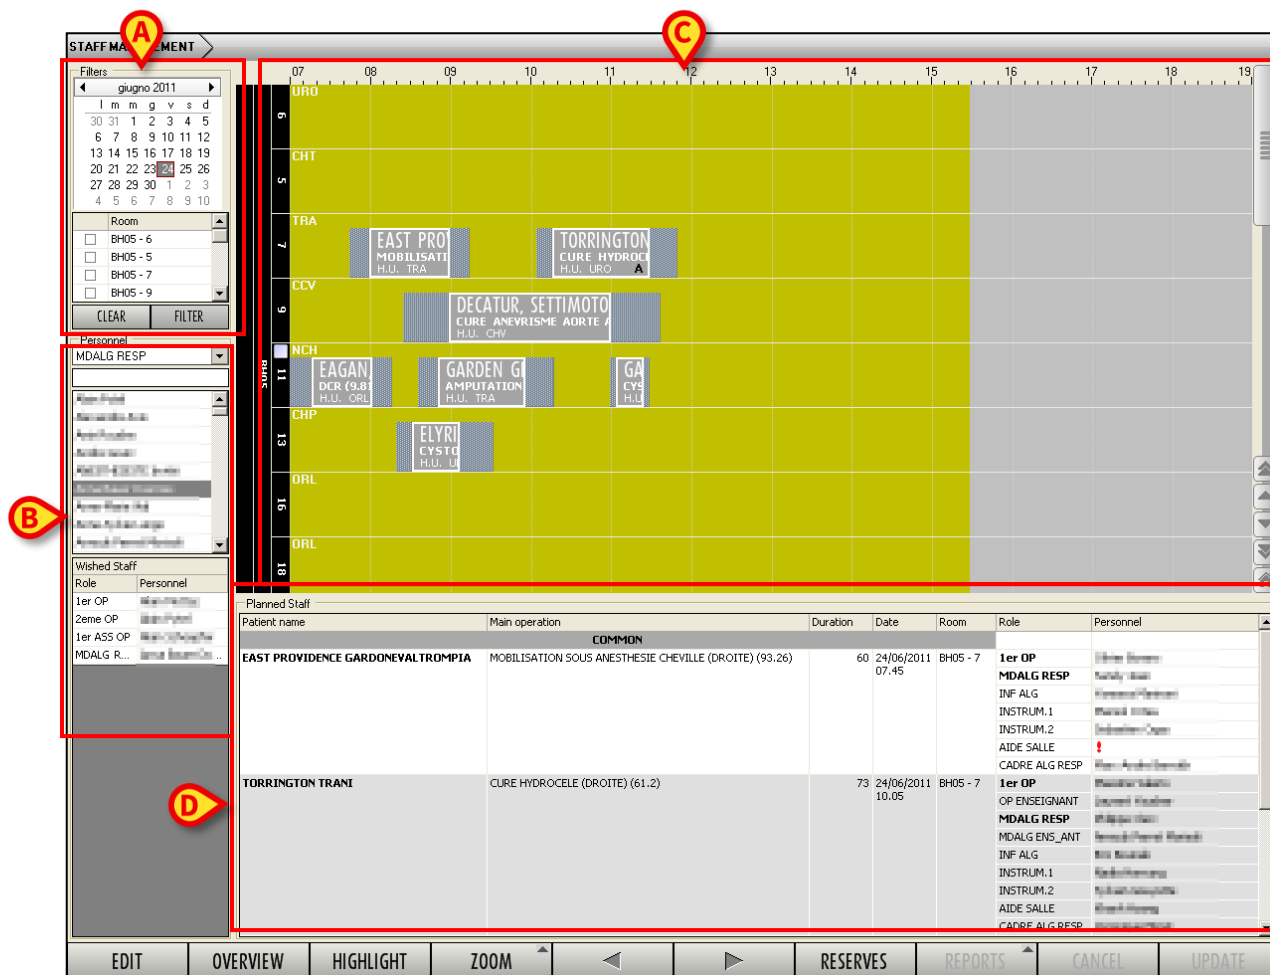 A
C
STAFF MA EMENT
Filters
giugno 2011
l m m g v s d
30 31 1 2 3 4 5
6 7 8 9 10 11 12
13 14 15 16 17 18 19
20 21 22 23 24 25 26
27 28 29 30 1 2 3
4 5 6 7 8 9 10
Room
BH05 - 6
BH05 - 5
BH05 - 7
BH05 - 9
CLEAR FILTER
Personnel
MDALG RESP
B
Wished Staff
Role Personnel
1er OP
2eme OP
1er ASS OP
MDALG R...
07 08 09 10 11 12 13 14 15 16 17 18 19
BH05
6 URO
5 CHT
7 TRA
EAST PRO
MOBILISATI
H.U. TRA
TORRINGTON
CURE HYDROCI
H.U. URO A
9 CCV
DECATUR, SETTIMOTO
CURE ANEVRISME AORTE A
H.U. CHV
11 NCH
EAGAN,
DCR (9.81
H.U. ORL
GARDEN GI
AMPUTATION
H.U. TRA
GA
CYS
H.U
13 CHP
ELYRI
CYSTO
H.U. U
16 ORL
18 ORL
D
Planned Staff
Patient name Main operation Duration Date Room Role Personnel
COMMON
EAST PROVIDENCE GARDONEVALTROMPIA MOBILISATION SOUS ANESTHESIE CHEVILLE (DROITE) (93.26) 60 24/06/2011 BH05 - 7 1er OP
07.45 MDALG RESP
INF ALG
INSTRUM.1
INSTRUM.2
AIDE SALLE !
CADRE ALG RESP
TORRINGTON TRANI CURE HYDROCELE (DROITE) (61.2) 73 24/06/2011 BH05 - 7 1er OP
10.05 OP ENSEIGNANT
MDALG RESP
MDALG ENS_ANT
INF ALG
INSTRUM.1
INSTRUM.2
AIDE SALLE
CADRE ALG RESP
EDIT OVERVIEW HIGHLIGHT ZOOM RESERVES REPORTS CANCEL UPDATE